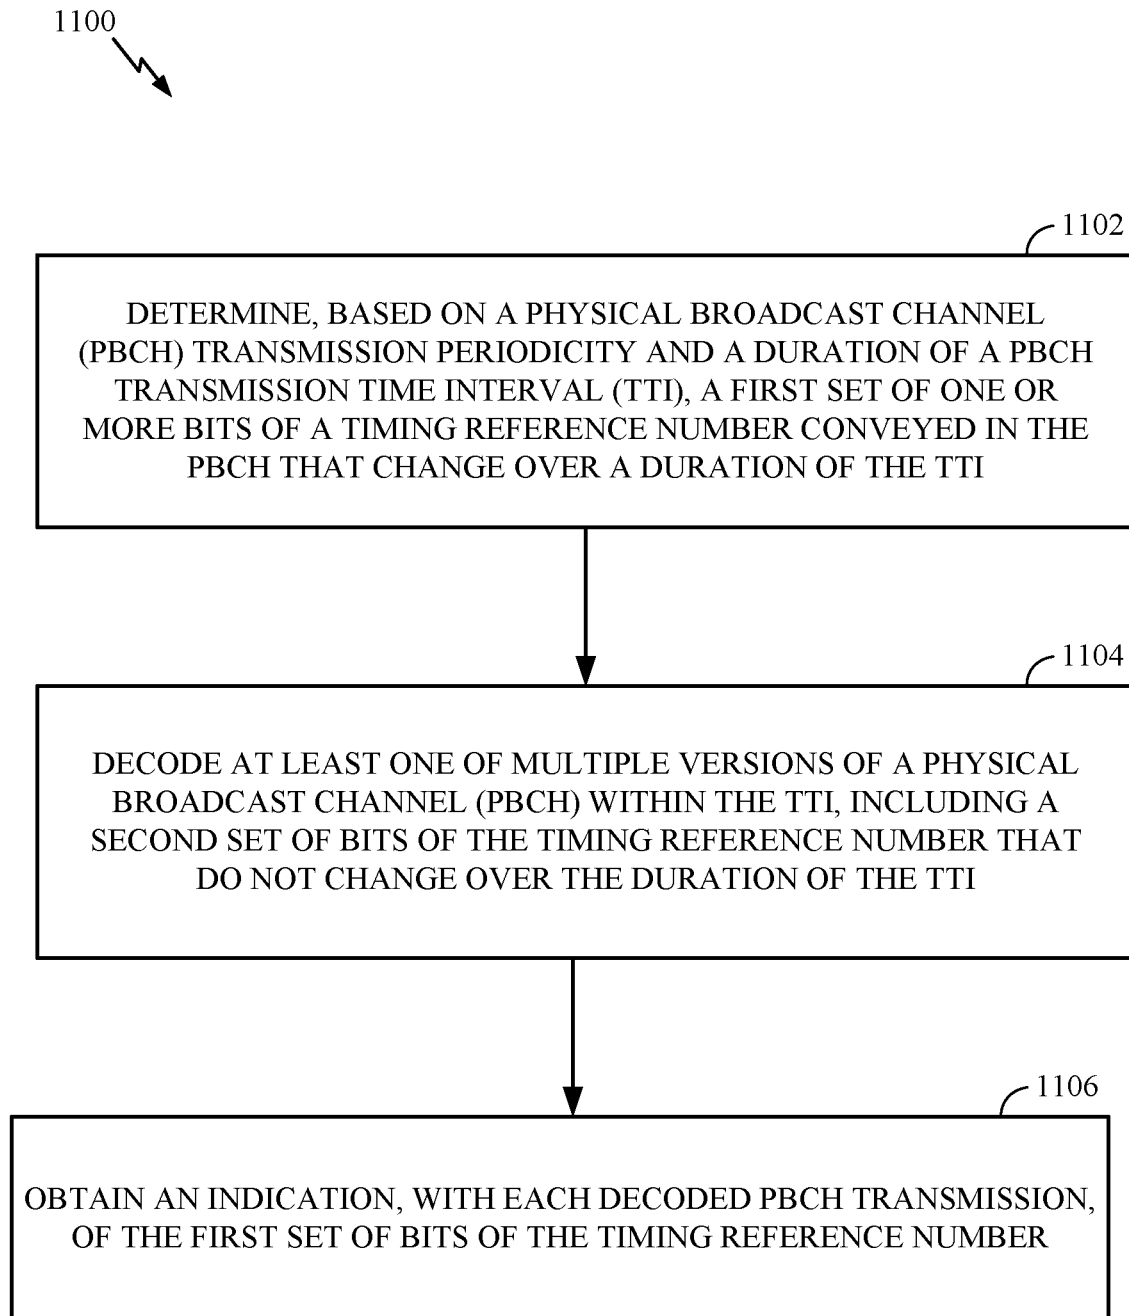 1100
1102
DETERMINE, BASED ON A PHYSICAL BROADCAST CHANNEL
(PBCH) TRANSMISSION PERIODICITY AND A DURATION OF A PBCH
TRANSMISSION TIME INTERVAL (TTI), A FIRST SET OF ONE OR
MORE BITS OF A TIMING REFERENCE NUMBER CONVEYED IN THE
PBCH THAT CHANGE OVER A DURATION OF THE TTI
1104
DECODE AT LEAST ONE OF MULTIPLE VERSIONS OF A PHYSICAL
BROADCAST CHANNEL (PBCH) WITHIN THE TTI, INCLUDING A
SECOND SET OF BITS OF THE TIMING REFERENCE NUMBER THAT
DO NOT CHANGE OVER THE DURATION OF THE TTI
1106
OBTAIN AN INDICATION, WITH EACH DECODED PBCH TRANSMISSION,
OF THE FIRST SET OF BITS OF THE TIMING REFERENCE NUMBER